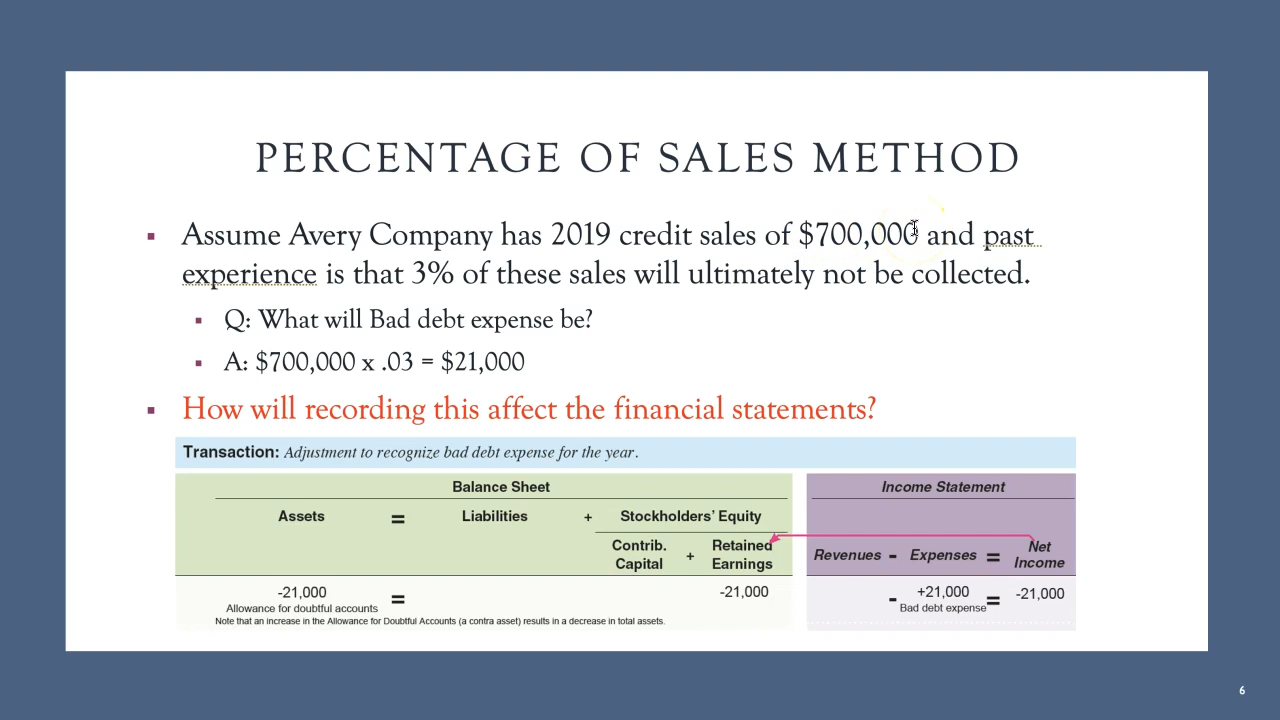 PERCENTAGE OF SALES METHOD
▪ Assume Avery Company has 2019 credit sales of $700,000 and past
experience is that 3% of these sales will ultimately not be collected.
▪ Q: What will Bad debt expense be?
▪ A: $700,000 x .03 = $21,000
▪ How will recording this affect the financial statements?
Transaction: Adjustment to recognize bad debt expense for the year.
Balance Sheet
Income Statement
Assets = Liabilities + Stockholders' Equity
Contrib. Capital + Retained Earnings
Revenues - Expenses = Net Income
-21,000 = -21,000
- +21,000 = -21,000
Allowance for doubtful accounts
Bad debt expense
Note that an increase in the Allowance for Doubtful Accounts (a contra asset) results in a decrease in total assets.
6